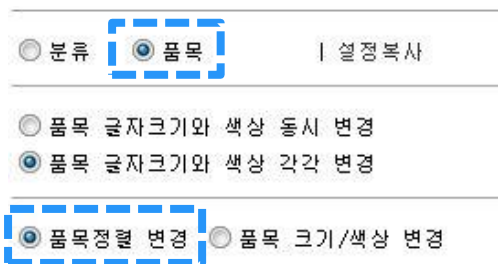 분류 품목 | 설정복사
품목 글자크기와 색상 동시 변경
품목 글자크기와 색상 각각 변경
품목정렬 변경 품목 크기/색상 변경